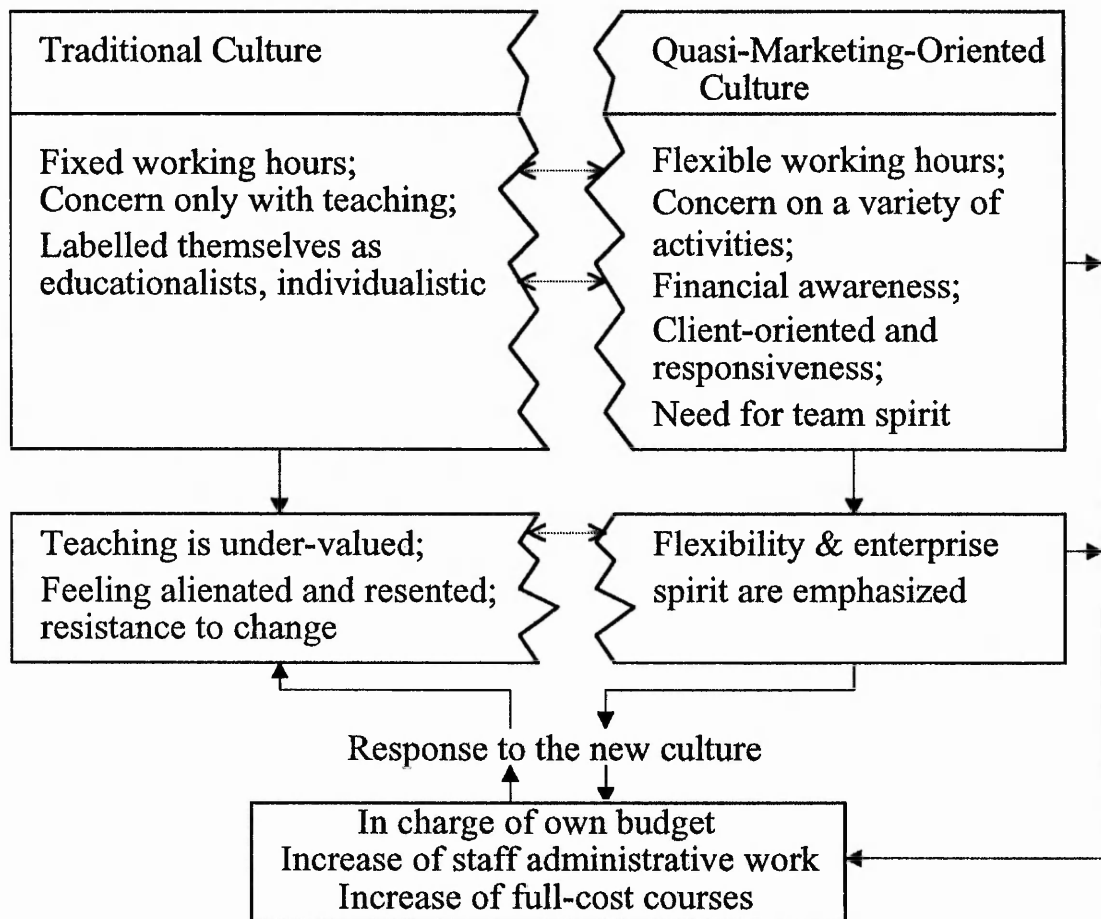 Traditional Culture
Fixed working hours;
Concern only with teaching;
Labelled themselves as
educationalists, individualistic
Quasi-Marketing-Oriented
Culture
Flexible working hours;
Concern on a variety of
activities;
Financial awareness;
Client-oriented and
responsiveness;
Need for team spirit
Teaching is under-valued;
Feeling alienated and resented;
resistance to change
Flexibility & enterprise
spirit are emphasized
Response to the new culture
In charge of own budget
Increase of staff administrative work
Increase of full-cost courses